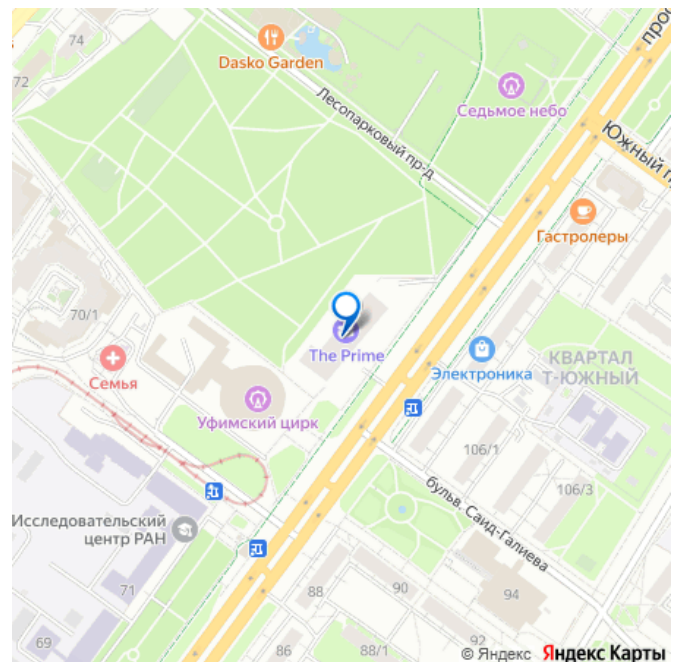 74
72
Dasko Garden
Лесопарковый пр-д
Седьмое небо
про
Южный п
Гастролеры
70/1
Семья
The Prime
Электроника
КВАРТАЛ
Т-ЮЖНЫЙ
Уфимский цирк
106/1
106/3
бульв. Саид-Галиева
Исследовательский
центр РАН
71
69
88
90
94
86
88/1
92
© Яндекс Яндекс Карты